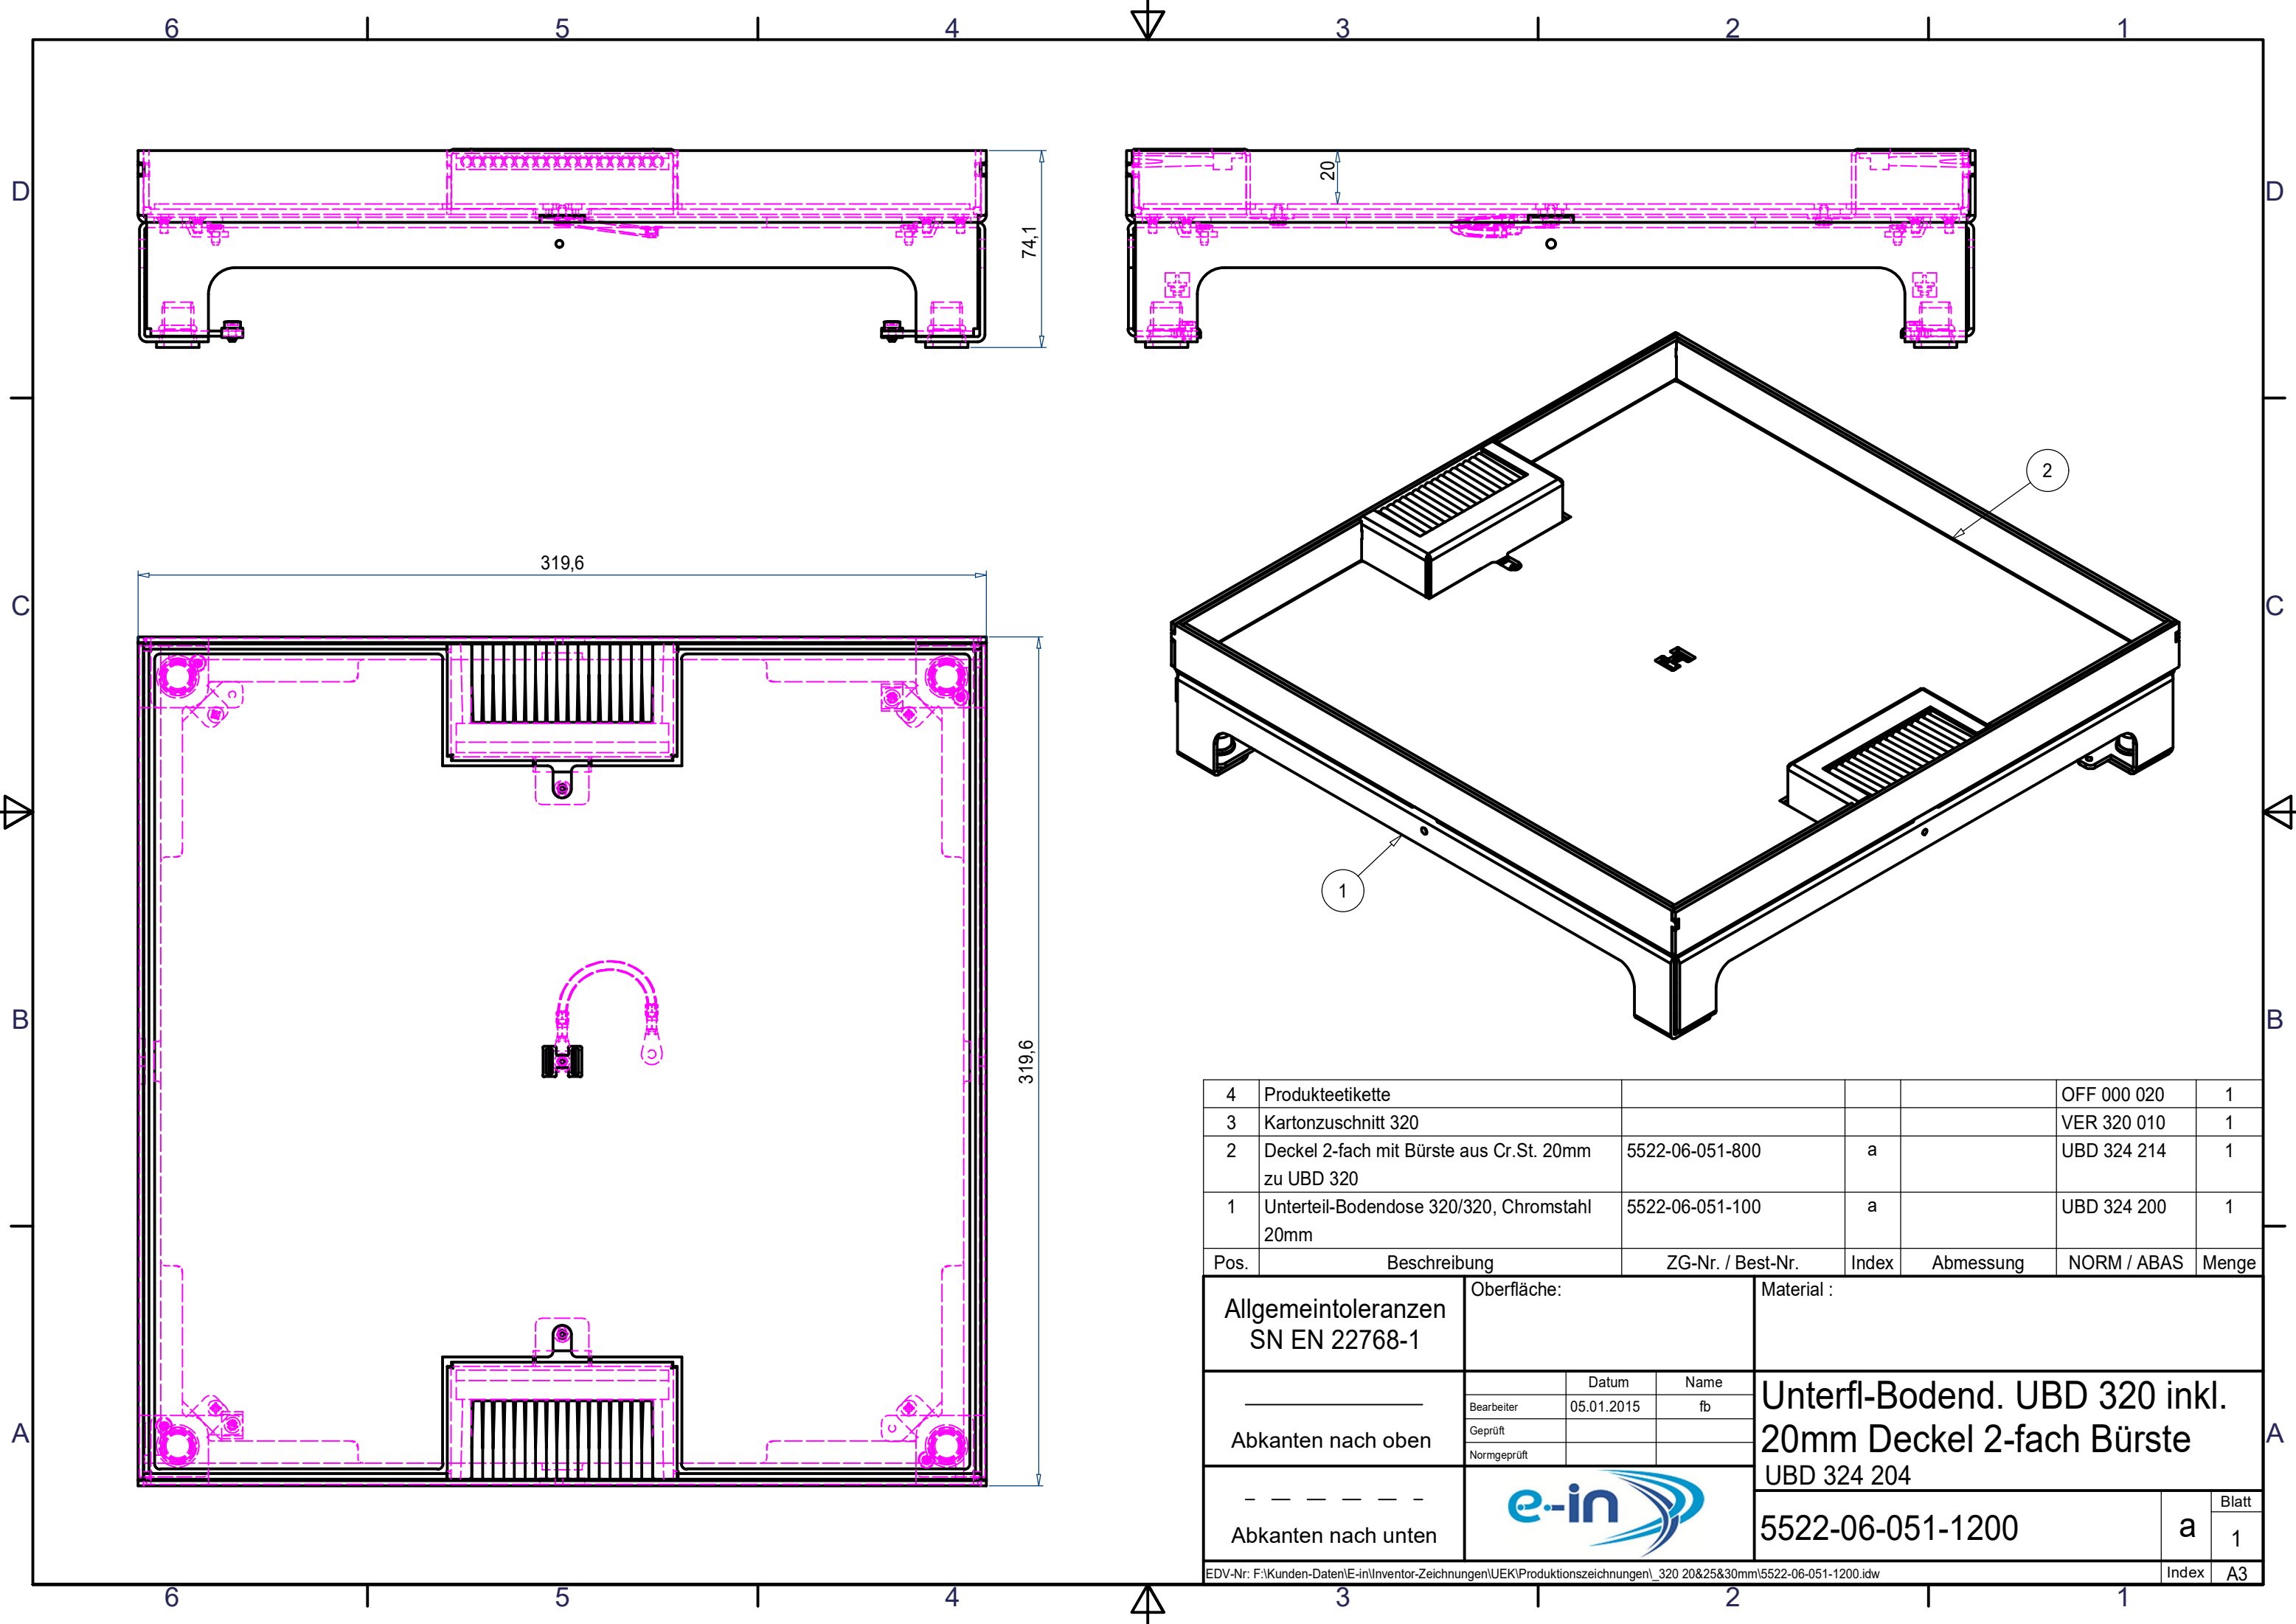 6 5 4 3 2 1
D D
20
74,1
2
319,6
C C
1
B B
319,6
4 Produkteetikette OFF 000 020 1
3 Kartonzuschnitt 320 VER 320 010 1
2 Deckel 2-fach mit Bürste aus Cr.St. 20mm 5522-06-051-800 a UBD 324 214 1
zu UBD 320
1 Unterteil-Bodendose 320/320, Chromstahl 5522-06-051-100 a UBD 324 200 1
20mm
Pos. Beschreibung ZG-Nr. / Best-Nr. Index Abmessung NORM / ABAS Menge
Allgemeintoleranzen
SN EN 22768-1
Oberfläche:
Material :
Abkanten nach oben
Datum Name
Bearbeiter 05.01.2015 fb
Geprüft
Normgeprüft
Unterfl-Bodend. UBD 320 inkl.
20mm Deckel 2-fach Bürste
UBD 324 204
A A
Abkanten nach unten
e-in
5522-06-051-1200
a
Blatt
1
EDV-Nr: F:\Kunden-Daten\E-in\Inventor-Zeichnungen\UEK\Produktionszeichnungen\_320 20&25&30mm\5522-06-051-1200.idw
Index A3
6 5 4 3 2 1